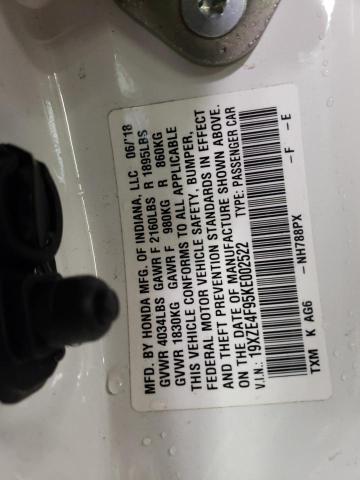 MFD. BY HONDA MFG. OF INDIANA, LLC 06/'18
GVWR 4034LBS GAWR F 2160LBS R 1895LBS
GVWR 1830KG GAWR F 980KG R 860KG
THIS VEHICLE CONFORMS TO ALL APPLICABLE
FEDERAL MOTOR VEHICLE SAFETY, BUMPER,
AND THEFT PREVENTION STANDARDS IN EFFECT
ON THE DATE OF MANUFACTURE SHOWN ABOVE.
V.I.N.: 19XZE4F95KE002522 TYPE: PASSENGER CAR
TXM K AG6 -NH788PX -F -E